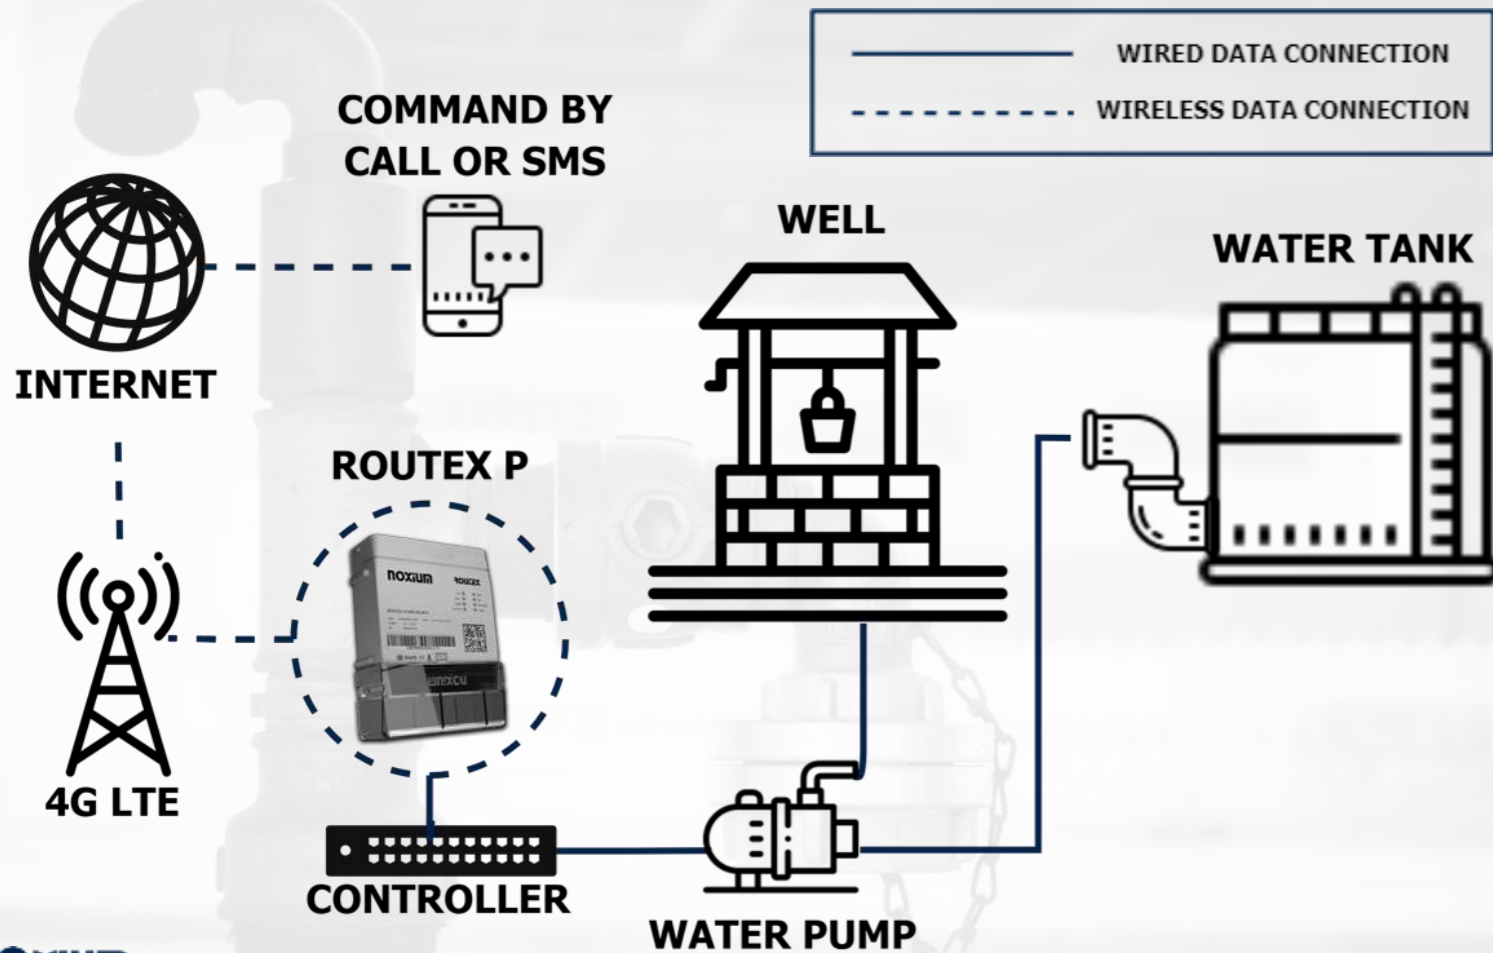 WIRED DATA CONNECTION
WIRELESS DATA CONNECTION
COMMAND BY
CALL OR SMS
WELL
WATER TANK
INTERNET
ROUTEX P
noxium
ROUTEX
4G LTE
CONTROLLER
WATER PUMP